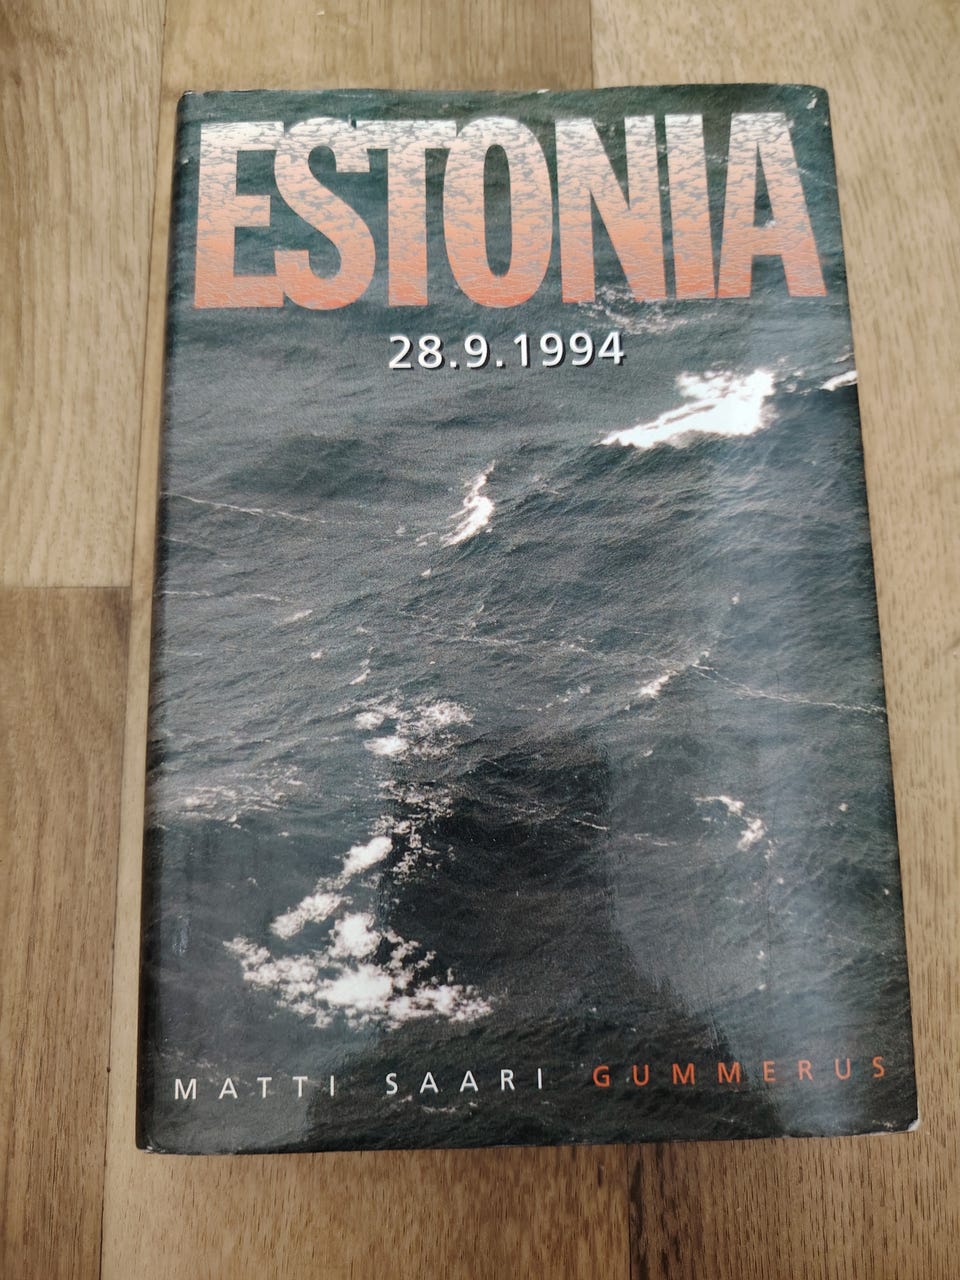 ESTONIA
28.9.1994
MATTI SAARI GUMMERUS